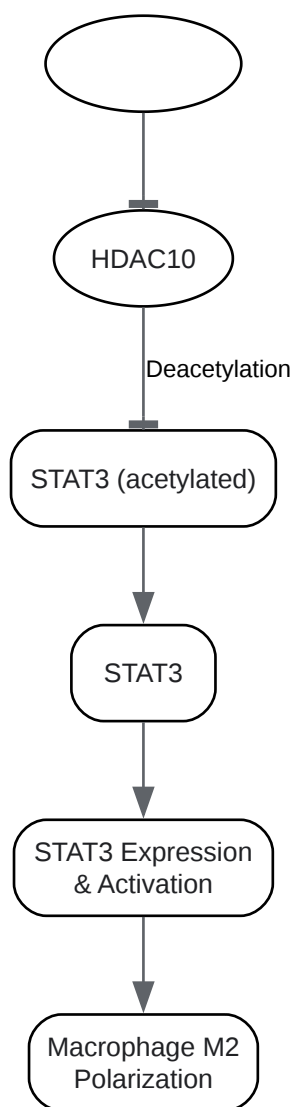 HDAC10
Deacetylation
STAT3 (acetylated)
STAT3
STAT3 Expression
& Activation
Macrophage M2
Polarization